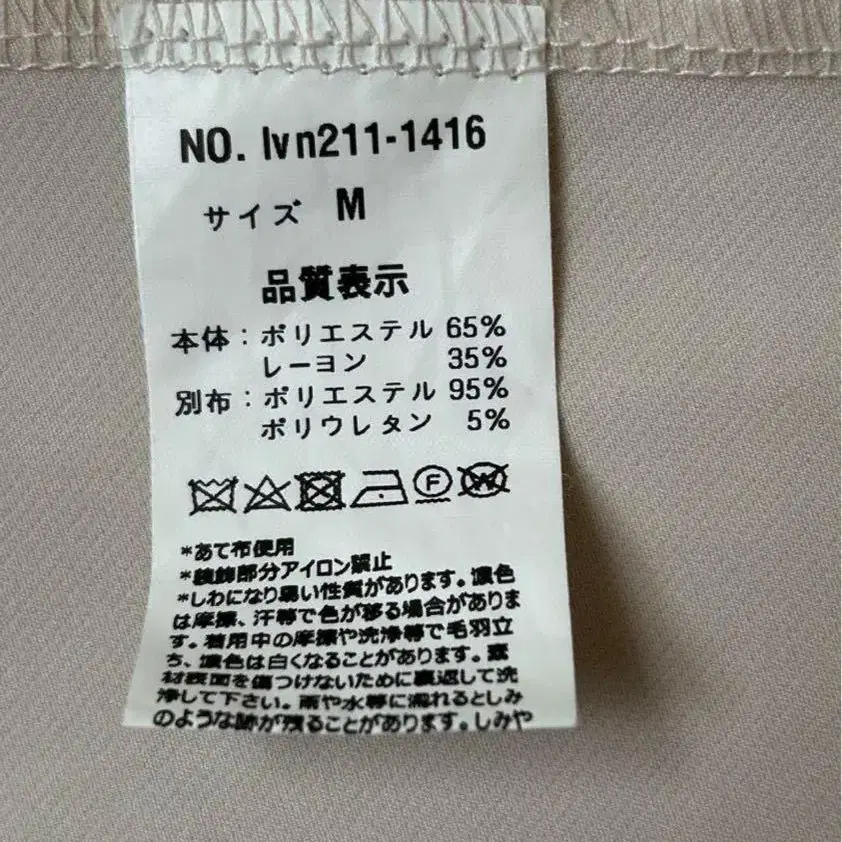 NO. lvn211-1416
サイズ M
品質表示
本体：ポリエステル 65%
レーヨン 35%
別布：ポリエステル 95%
ポリウレタン 5%
F W
*あて布使用
*装飾部分アイロン禁止
*しわになり易い性質があります。濃色
は摩擦、汗等で色が移る場合がありま
す。着用中の摩擦や洗浄等で毛羽立
ち、濃色は白くなることがあります。素
材表面を傷つけないために裏返して洗
浄して下さい。雨や水等に濡れるとしみ
のような跡が残ることがあります。しみや